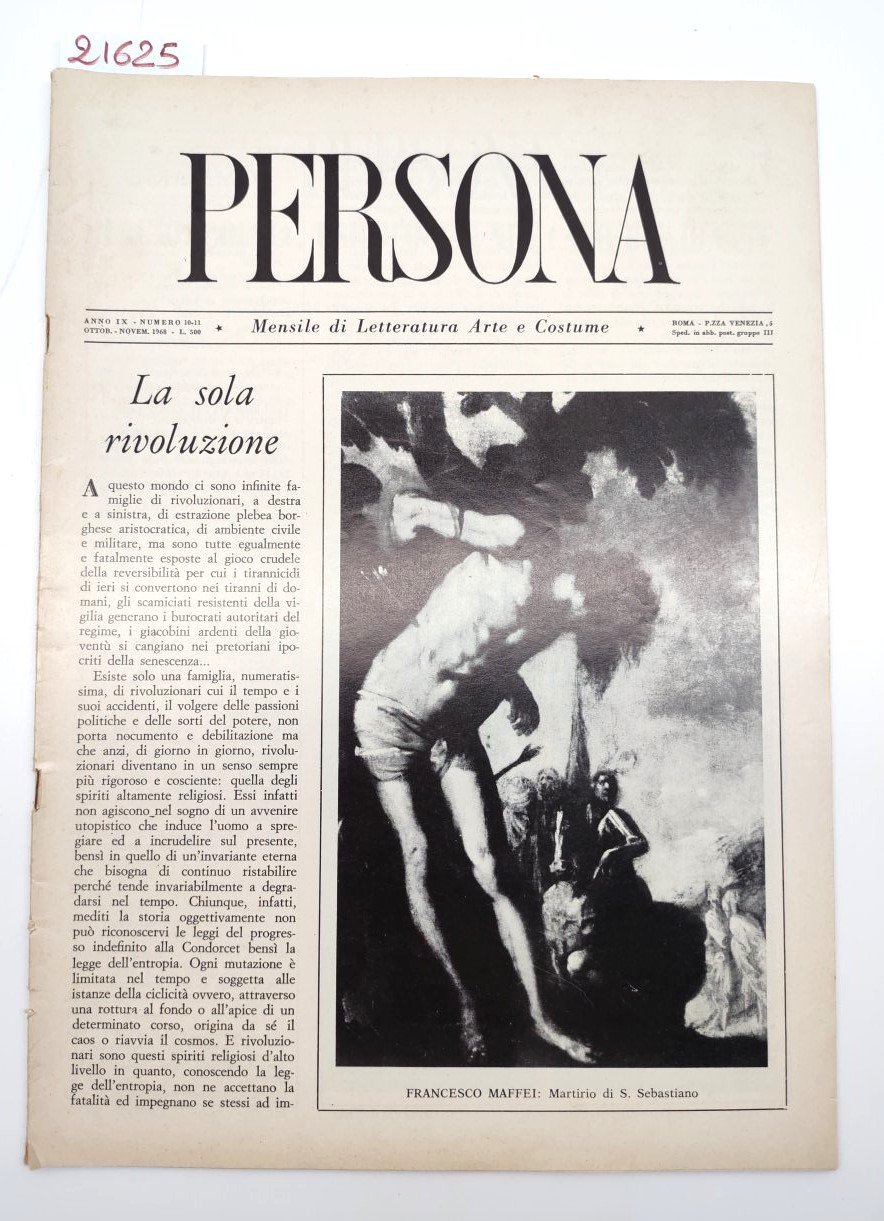 21625
PERSONA
ANNO IX - NUMERO 10-11
OTTOB. - NOVEM. 1968 - L. 500
★ Mensile di Letteratura Arte e Costume ★
ROMA - P.ZZA VENEZIA, 5
Sped. in abb. post. gruppo III
La sola
rivoluzione
A questo mondo ci sono infinite fa-
miglie di rivoluzionari, a destra
e a sinistra, di estrazione plebea bor-
ghese aristocratica, di ambiente civile
e militare, ma sono tutte egualmente
e fatalmente esposte al gioco crudele
della reversibilità per cui i tirannicidi
di ieri si convertono nei tiranni di do-
mani, gli scamiciati resistenti della vi-
gilia generano i burocrati autoritari del
regime, i giacobini ardenti della gio-
ventù si cangiano nei pretoriani ipo-
criti della senescenza...
Esiste solo una famiglia, numeratis-
sima, di rivoluzionari cui il tempo e i
suoi accidenti, il volgere delle passioni
politiche e delle sorti del potere, non
porta nocumento e debilitazione ma
che anzi, di giorno in giorno, rivolu-
zionari diventano in un senso sempre
più rigoroso e cosciente: quella degli
spiriti altamente religiosi. Essi infatti
non agiscono nel sogno di un avvenire
utopistico che induce l'uomo a spre-
giare ed a incrudelire sul presente,
bensì in quello di un'invariante eterna
che bisogna di continuo ristabilire
perché tende invariabilmente a degra-
darsi nel tempo. Chiunque, infatti,
mediti la storia oggettivamente non
può riconoscervi le leggi del progres-
so indefinito alla Condorcet bensì la
legge dell'entropia. Ogni mutazione è
limitata nel tempo e soggetta alle
istanze della ciclicità ovvero, attraverso
una rottura al fondo o all'apice di un
determinato corso, origina da sé il
caos o riavvia il cosmos. E rivoluzio-
nari sono questi spiriti religiosi d'alto
livello in quanto, conoscendo la leg-
ge dell'entropia, non ne accettano la
fatalità ed impegnano se stessi ad im-
FRANCESCO MAFFEI: Martirio di S. Sebastiano